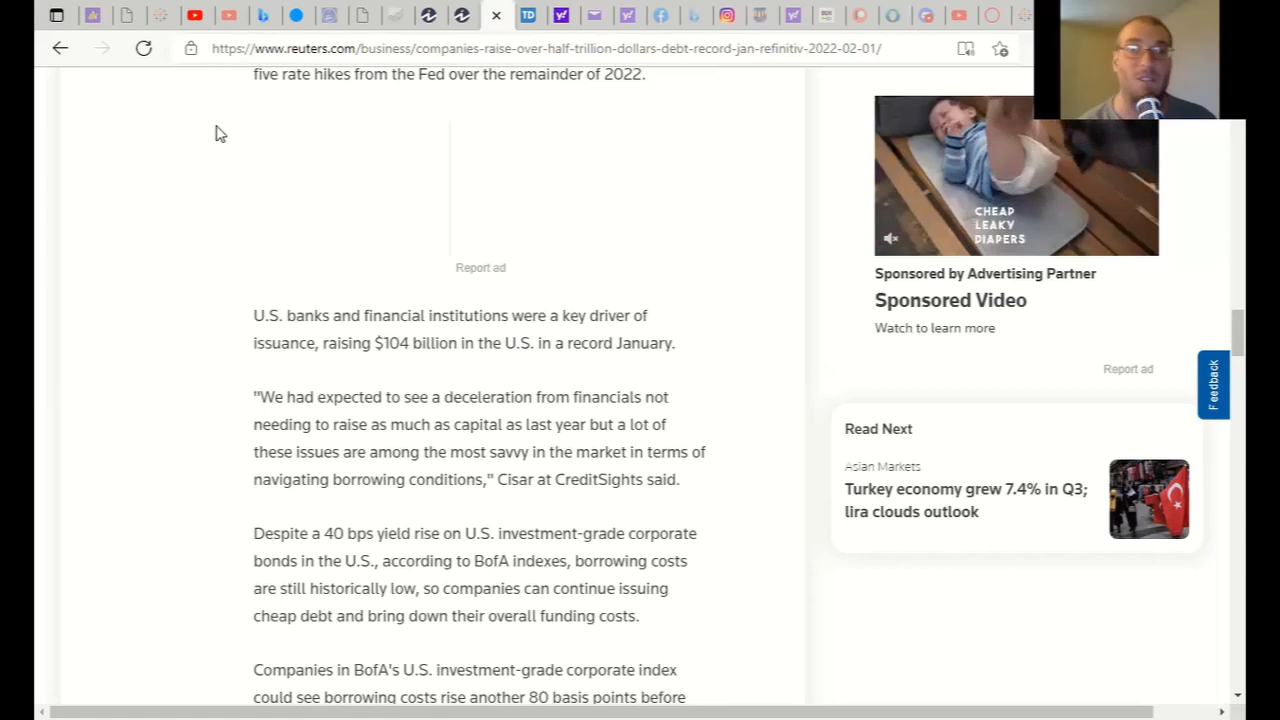 https://www.reuters.com/business/companies-raise-over-half-trillion-dollars-debt-record-jan-refinitiv-2022-02-01/
five rate hikes from the Fed over the remainder of 2022.
Report ad
U.S. banks and financial institutions were a key driver of
issuance, raising $104 billion in the U.S. in a record January.
"We had expected to see a deceleration from financials not
needing to raise as much as capital as last year but a lot of
these issues are among the most savvy in the market in terms of
navigating borrowing conditions," Cisar at CreditSights said.
Despite a 40 bps yield rise on U.S. investment-grade corporate
bonds in the U.S., according to BofA indexes, borrowing costs
are still historically low, so companies can continue issuing
cheap debt and bring down their overall funding costs.
Companies in BofA's U.S. investment-grade corporate index
could see borrowing costs rise another 80 basis points before
CHEAP
LEAKY
DIAPERS
Sponsored by Advertising Partner
Sponsored Video
Watch to learn more
Report ad
Feedback
Read Next
Asian Markets
Turkey economy grew 7.4% in Q3;
lira clouds outlook